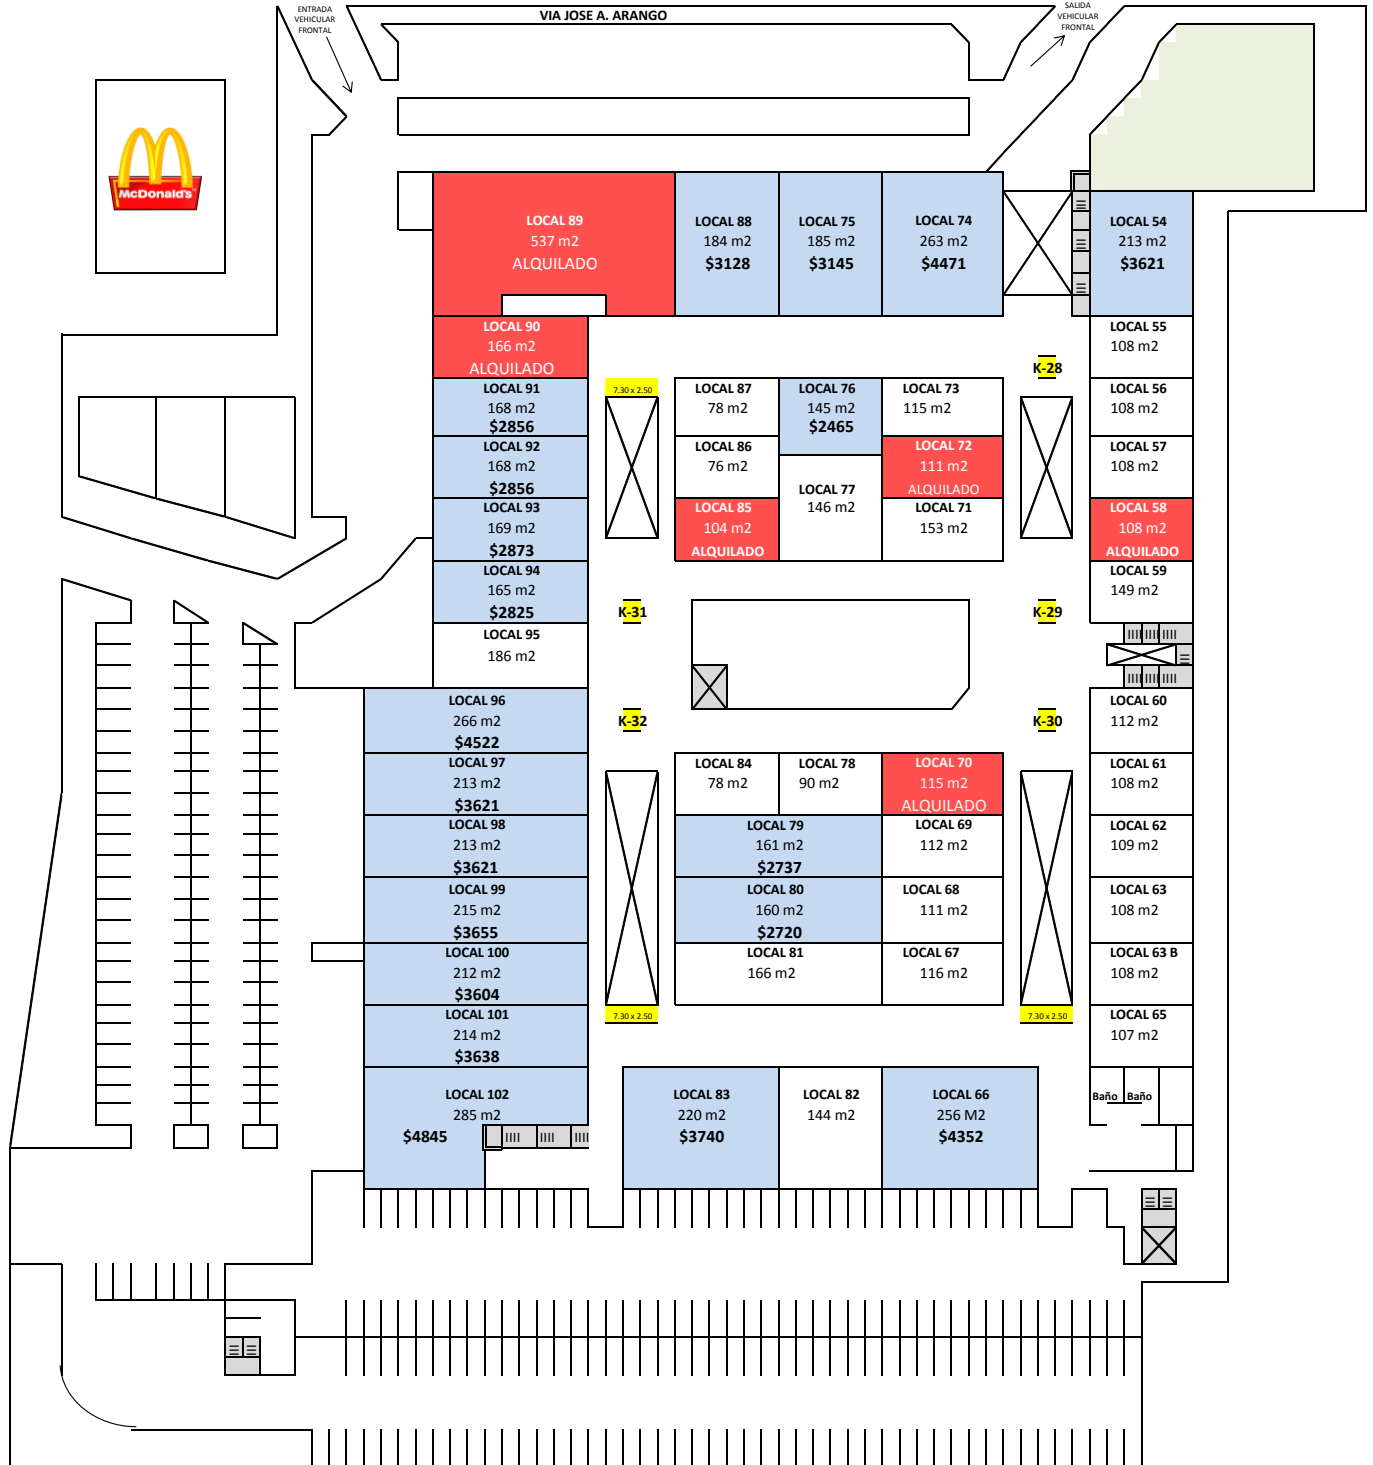 ENTRADA
VEHICULAR
FRONTAL
VIA JOSE A. ARANGO
SALIDA
VEHICULAR
FRONTAL
McDonald's
LOCAL 89
537 m2
ALQUILADO
LOCAL 88
184 m2
$3128
LOCAL 75
185 m2
$3145
LOCAL 74
263 m2
$4471
LOCAL 54
213 m2
$3621
LOCAL 90
166 m2
ALQUILADO
LOCAL 55
108 m2
K-28
LOCAL 91
168 m2
$2856
7.30 x 2.50
LOCAL 87
78 m2
LOCAL 76
145 m2
$2465
LOCAL 73
115 m2
LOCAL 56
108 m2
LOCAL 92
168 m2
$2856
LOCAL 86
76 m2
LOCAL 72
111 m2
ALQUILADO
LOCAL 57
108 m2
LOCAL 77
146 m2
LOCAL 93
169 m2
$2873
LOCAL 85
104 m2
ALQUILADO
LOCAL 71
153 m2
LOCAL 58
108 m2
ALQUILADO
LOCAL 94
165 m2
$2825
K-31
K-29
LOCAL 59
149 m2
LOCAL 95
186 m2
LOCAL 96
266 m2
$4522
K-32
K-30
LOCAL 60
112 m2
LOCAL 97
213 m2
$3621
LOCAL 84
78 m2
LOCAL 78
90 m2
LOCAL 70
115 m2
ALQUILADO
LOCAL 61
108 m2
LOCAL 98
213 m2
$3621
LOCAL 79
161 m2
$2737
LOCAL 69
112 m2
LOCAL 62
109 m2
LOCAL 99
215 m2
$3655
LOCAL 80
160 m2
$2720
LOCAL 68
111 m2
LOCAL 63
108 m2
LOCAL 100
212 m2
$3604
LOCAL 81
166 m2
LOCAL 67
116 m2
LOCAL 63 B
108 m2
LOCAL 101
214 m2
$3638
7.30 x 2.50
7.30 x 2.50
LOCAL 65
107 m2
LOCAL 102
285 m2
$4845
LOCAL 83
220 m2
$3740
LOCAL 82
144 m2
LOCAL 66
256 M2
$4352
Baño
Baño